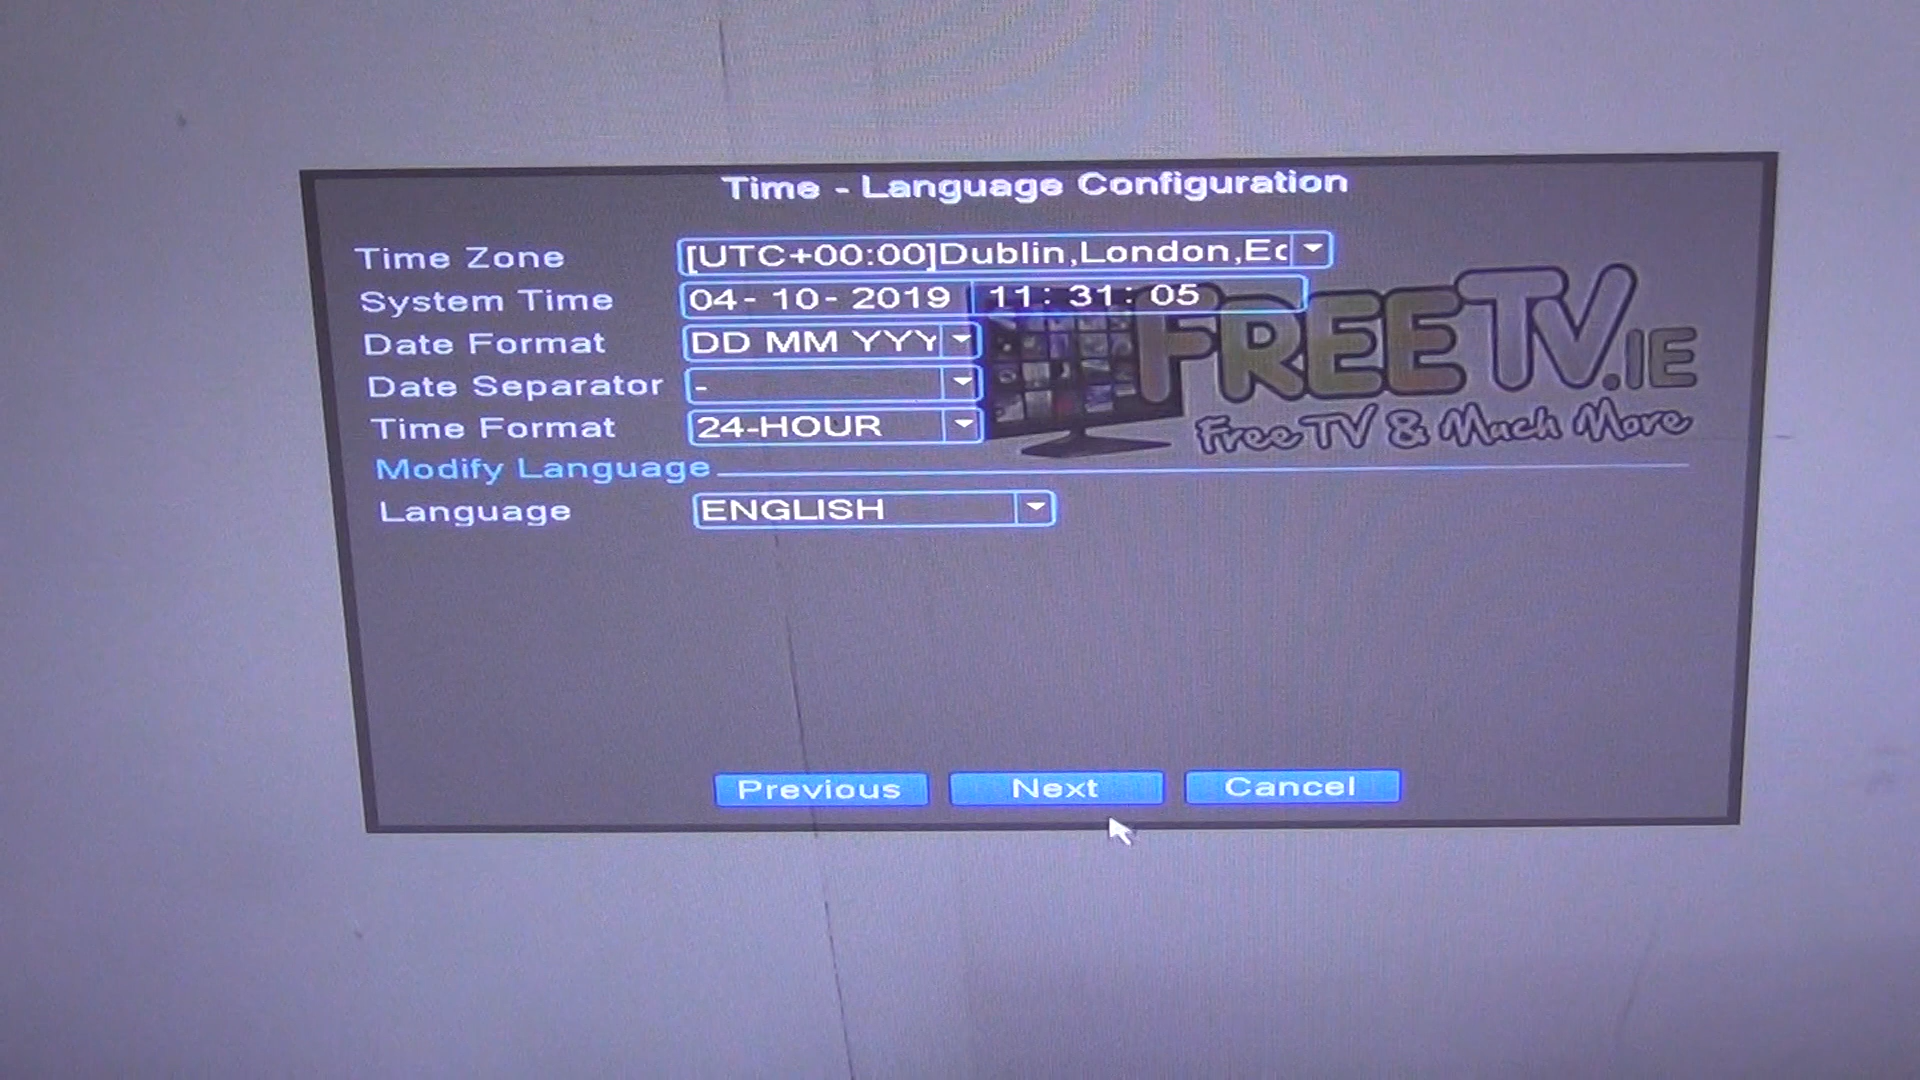 Time - Language Configuration
Time Zone [UTC+00:00]Dublin,London,Ec
System Time 04- 10- 2019 11: 31: 05
Date Format DD MM YYY
Date Separator -
Time Format 24-HOUR
FREETV.IE
Free TV & Much More
Modify Language
Language ENGLISH
Previous Next Cancel